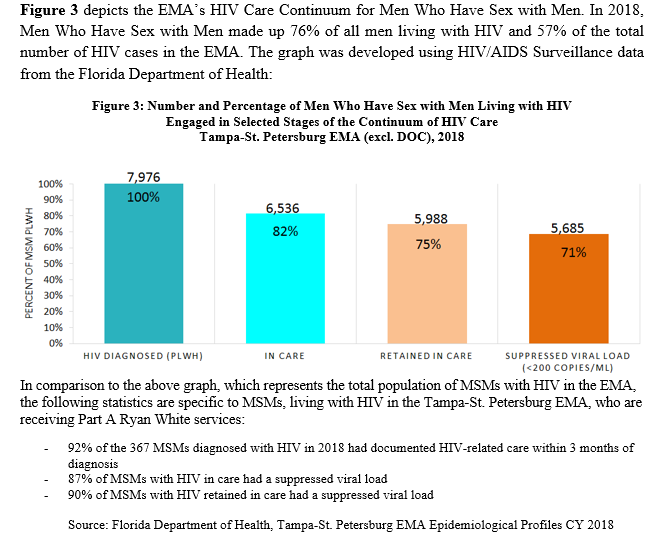 Figure 3 depicts the EMA's HIV Care Continuum for Men Who Have Sex with Men. In 2018,
Men Who Have Sex with Men made up 76% of all men living with HIV and 57% of the total
number of HIV cases in the EMA. The graph was developed using HIV/AIDS Surveillance data
from the Florida Department of Health:
Figure 3: Number and Percentage of Men Who Have Sex with Men Living with HIV
Engaged in Selected Stages of the Continuum of HIV Care
Tampa-St. Petersburg EMA (excl. DOC), 2018
PERCENT OF MSM PLWH
100%
90%
80%
70%
60%
50%
40%
30%
20%
10%
0%
7,976
100%
6,536
82%
5,988
75%
5,685
71%
HIV DIAGNOSED (PLWH)
IN CARE
RETAINED IN CARE
SUPPRESSED VIRAL LOAD
(<200 COPIES/ML)
In comparison to the above graph, which represents the total population of MSMs with HIV in the EMA,
the following statistics are specific to MSMs, living with HIV in the Tampa-St. Petersburg EMA, who are
receiving Part A Ryan White services:
- 92% of the 367 MSMs diagnosed with HIV in 2018 had documented HIV-related care within 3 months of
diagnosis
- 87% of MSMs with HIV in care had a suppressed viral load
- 90% of MSMs with HIV retained in care had a suppressed viral load
Source: Florida Department of Health, Tampa-St. Petersburg EMA Epidemiological Profiles CY 2018